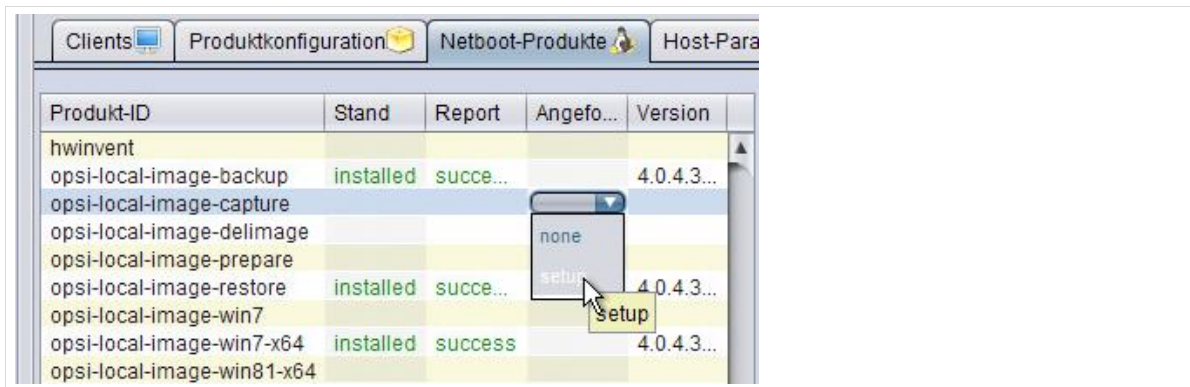 Clients Produktkonfiguration Netboot-Produkte Host-Para
Produkt-ID Stand Report Angefo... Version
hwinvent
opsi-local-image-backup installed succe... 4.0.4.3...
opsi-local-image-capture
opsi-local-image-delimage none
opsi-local-image-prepare setup
opsi-local-image-restore installed succe... 4.0.4.3...
opsi-local-image-win7 setup
opsi-local-image-win7-x64 installed success 4.0.4.3...
opsi-local-image-win81-x64